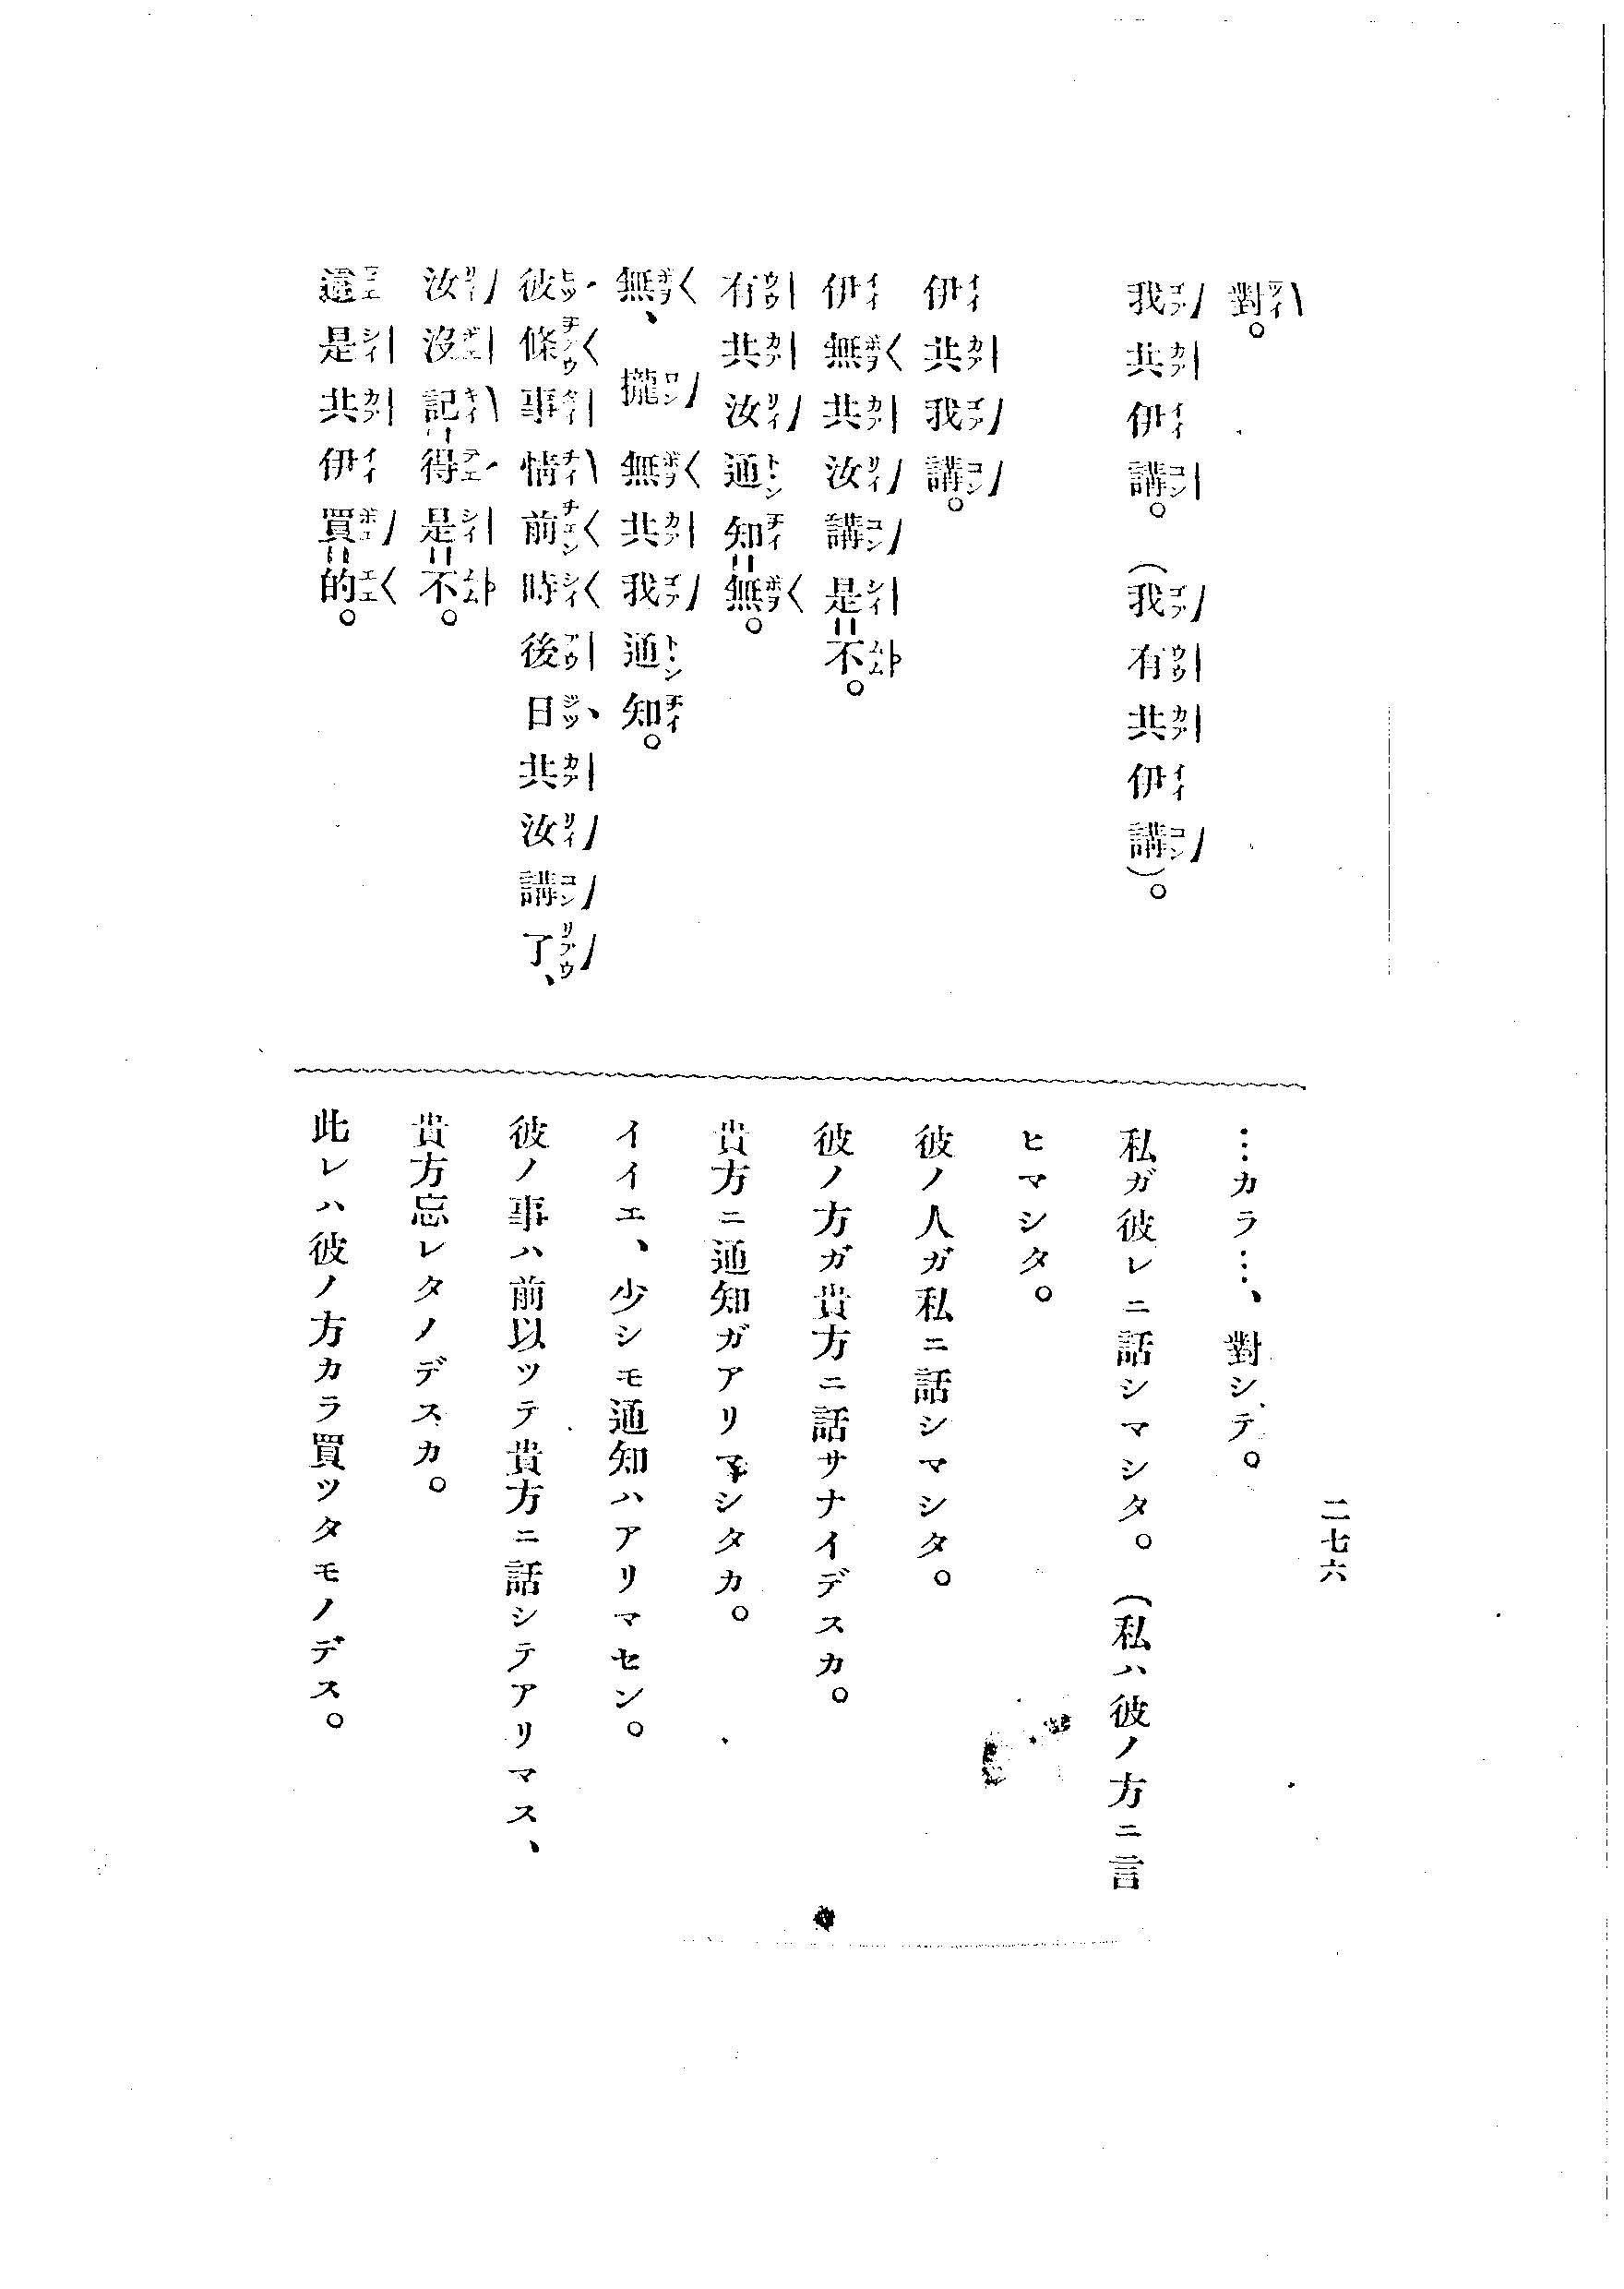 對。
我共伊講。（我有共伊講）。
伊共我講。
伊無共汝講是＝不。
有共汝通知＝無。
無、攏無共我通知。
彼條事情前時後日共汝講了、
汝沒記＝得是＝不。
這是共伊買＝的。
二七六
…カラ…、對シテ。
私ガ彼レニ話シマシタ。（私ハ彼ノ方ニ言
ヒマシタ。
彼ノ人ガ私ニ話シマシタ。
彼ノ方ガ貴方ニ話サナイデスカ。
貴方ニ通知ガアリマシタカ。
イイエ、少シモ通知ハアリマセン。
彼ノ事ハ前以ッテ貴方ニ話シテアリマス、
貴方忘レタノデスカ。
此レハ彼ノ方カラ買ッタモノデス。